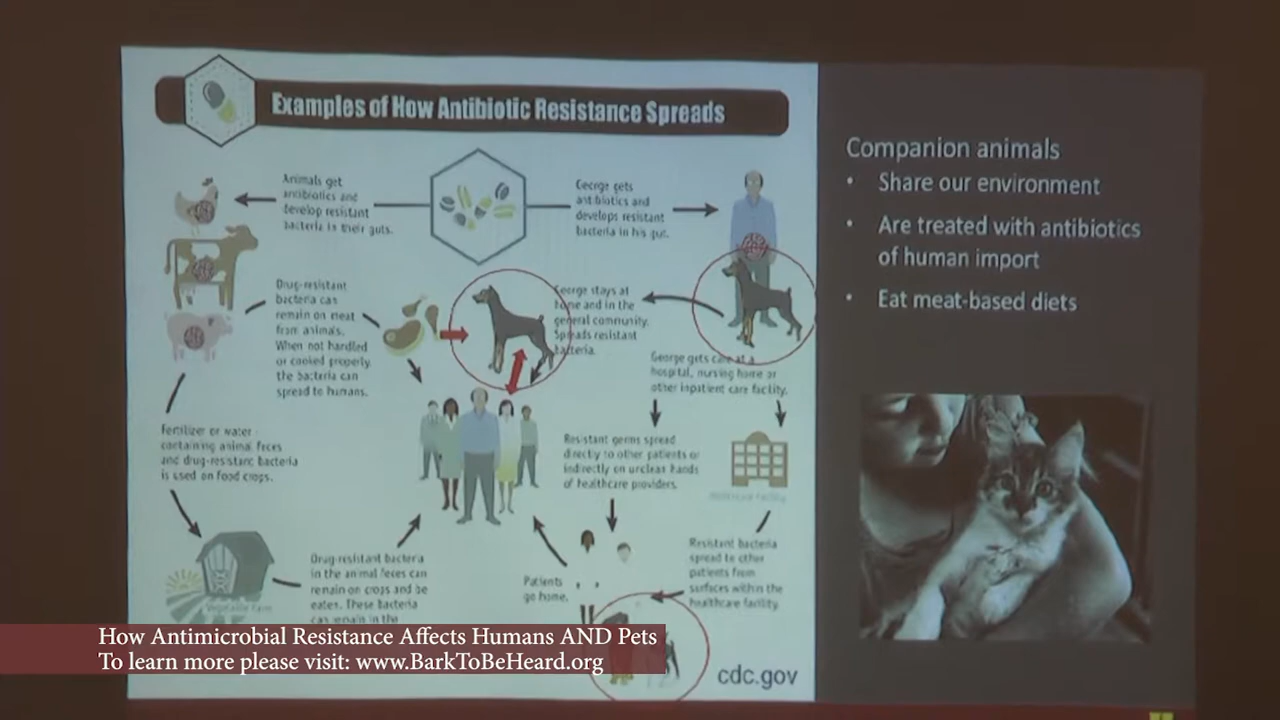 Examples of How Antibiotic Resistance Spreads
Animals get
antibiotics and
develop resistant
bacteria in their guts.
George gets
antibiotics and
develops resistant
bacteria in his gut.
Drug-resistant
bacteria can
remain on meat
from animals.
When not handled
or cooked properly
the bacteria can
spread to humans.
George stays at
home and in the
general community.
Spreads resistant
bacteria.
George gets care at a
hospital, nursing home or
other inpatient care facility.
Fertilizer or water
containing animal feces
and drug-resistant bacteria
is used on food crops.
Resistant germs spread
directly to other patients or
indirectly on unclean hands
of healthcare providers.
Healthcare Facility
Vegetable Farm
Drug-resistant bacteria
in the animal feces can
remain on crops and be
eaten. These bacteria
can remain in the
Patients
go home.
Resistant bacteria
spread to other
patients from
surfaces within the
healthcare facility.
cdc.gov
Companion animals
• Share our environment
• Are treated with antibiotics
of human import
• Eat meat-based diets
How Antimicrobial Resistance Affects Humans AND Pets
To learn more please visit: www.BarkToBeHeard.org